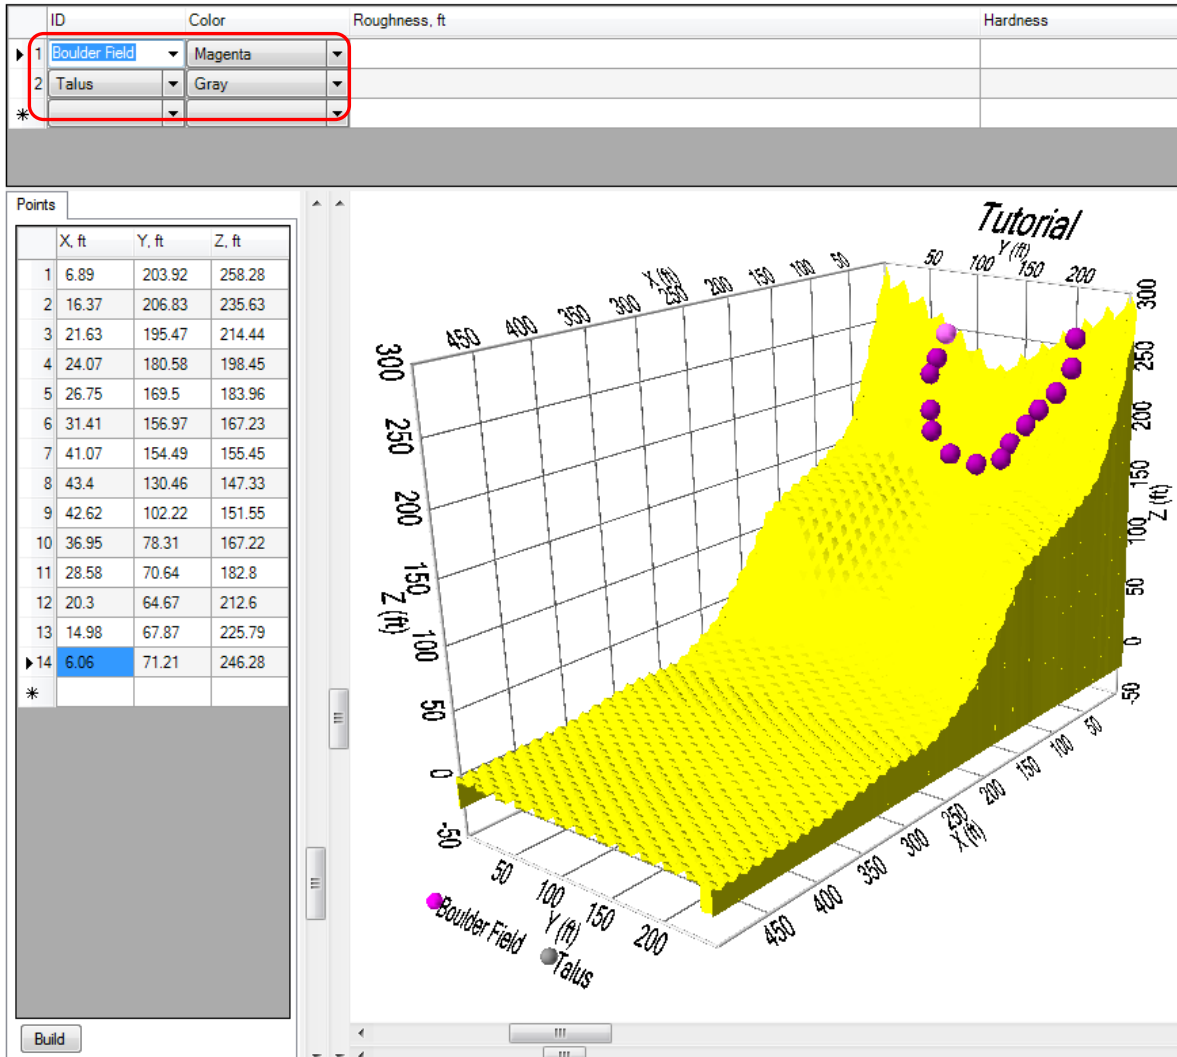 ID Color Roughness, ft Hardness
1 Boulder Field Magenta
2 Talus Gray
Points
X, ft Y, ft Z, ft
1 6.89 203.92 258.28
2 16.37 206.83 235.63
3 21.63 195.47 214.44
4 24.07 180.58 198.45
5 26.75 169.5 183.96
6 31.41 156.97 167.23
7 41.07 154.49 155.45
8 43.4 130.46 147.33
9 42.62 102.22 151.55
10 36.95 78.31 167.22
11 28.58 70.64 182.8
12 20.3 64.67 212.6
13 14.98 67.87 225.79
14 6.06 71.21 246.28
Build
Tutorial
Y (ft)
50 100 150 200
X (ft)
450 400 350 300 250 200 150 100 50
300 250 200 150 100 50 0 -50
Z (ft)
300 250 200 150 100 50 0 -50
Z (ft)
50 100 150 200
Y (ft)
450 400 350 300 250 200 150 100 50
X (ft)
Boulder Field
Talus